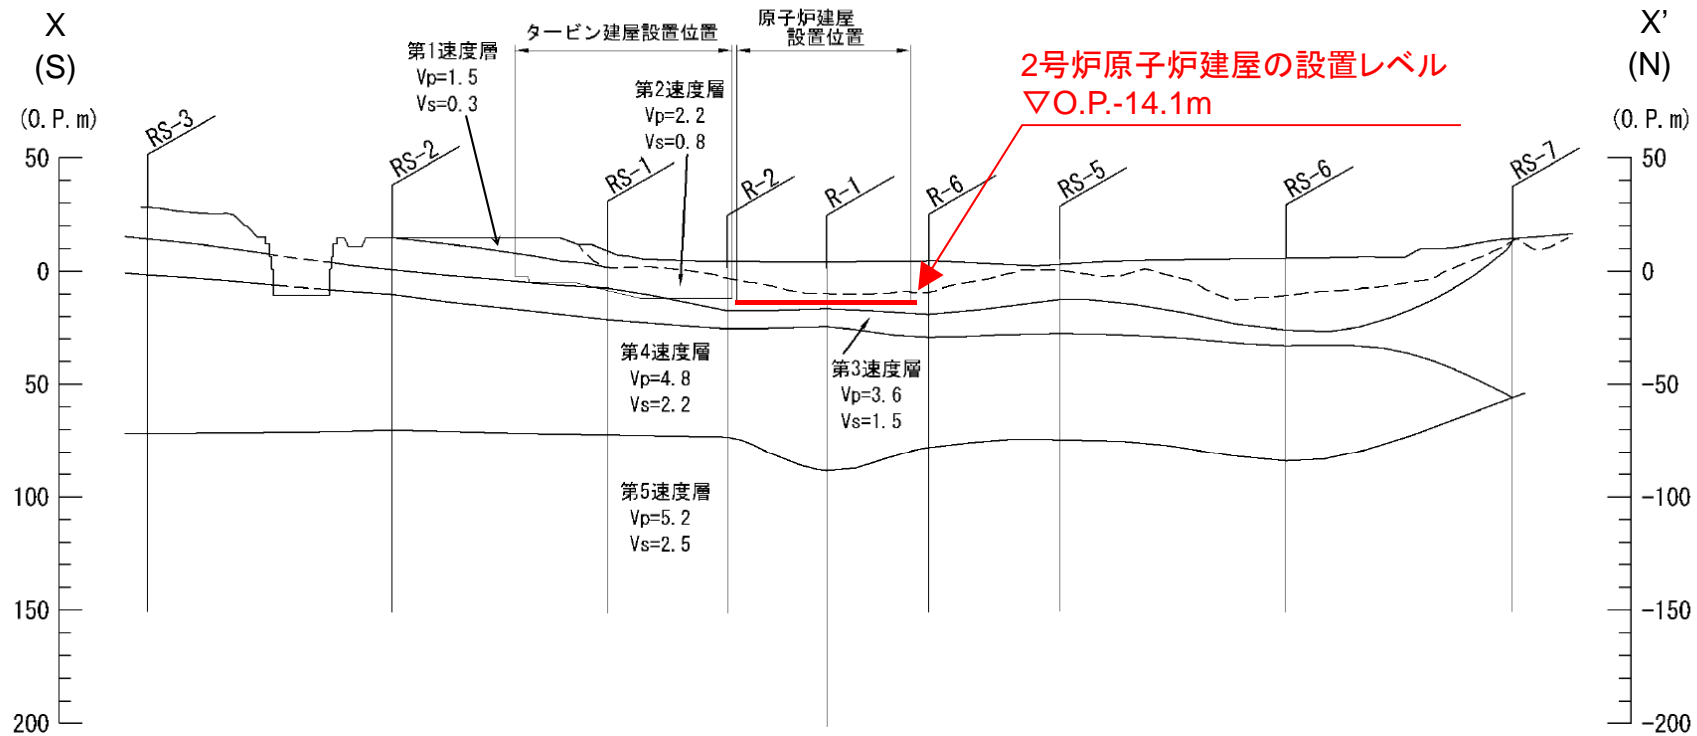 X
(S)
(O.P.m)
タービン建屋設置位置
原子炉建屋
設置位置
第1速度層
Vp=1.5
Vs=0.3
第2速度層
Vp=2.2
Vs=0.8
2号炉原子炉建屋の設置レベル
▽O.P.-14.1m
X’
(N)
(O.P.m)
RS-3
RS-2
RS-1
R-2
R-1
R-6
RS-5
RS-6
RS-7
50
0
50
100
150
200
第4速度層
Vp=4.8
Vs=2.2
第3速度層
Vp=3.6
Vs=1.5
第5速度層
Vp=5.2
Vs=2.5
50
0
-50
-100
-150
-200